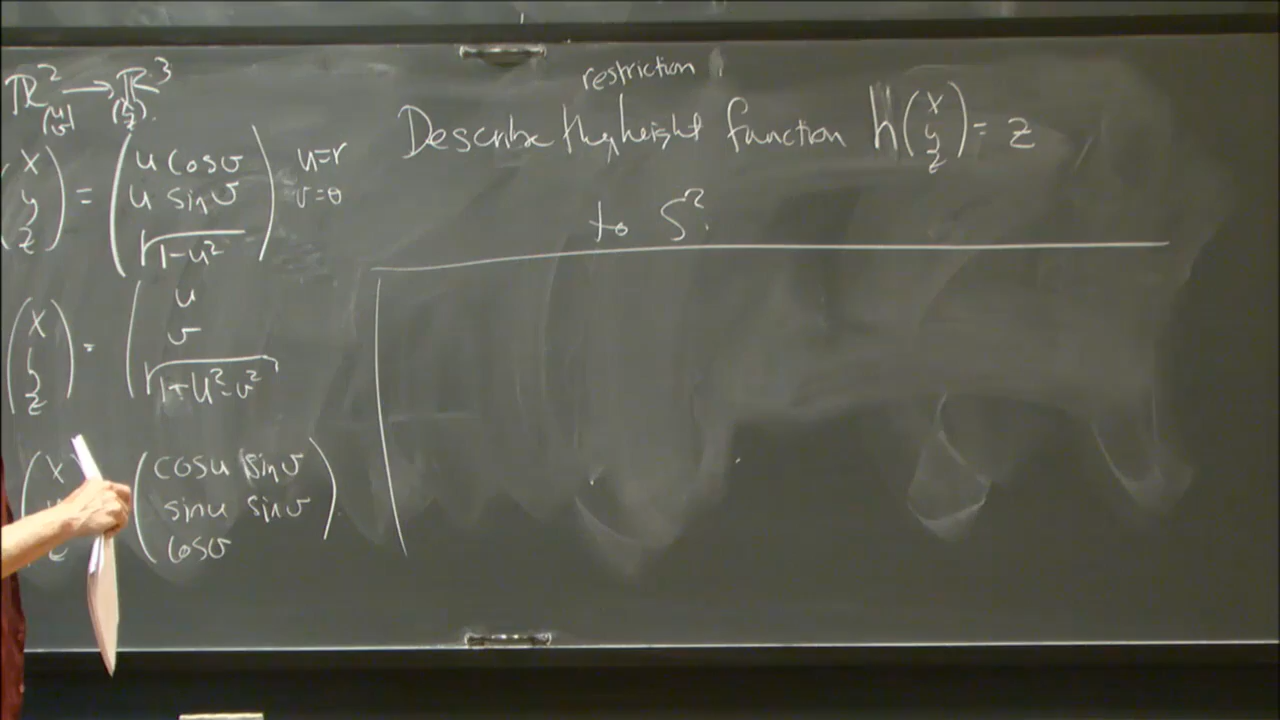 ℝ² → ℝ³
(u v) (x y z).
(x y z) = (u cos v, u sin v, √1-u²) u=r v=θ
(x y z) = (u, v, √1-u²-v²)
(x (cos u sin v, sin u sin v, cos v)
restriction
Describe the height function h(x y z) = z
to S².